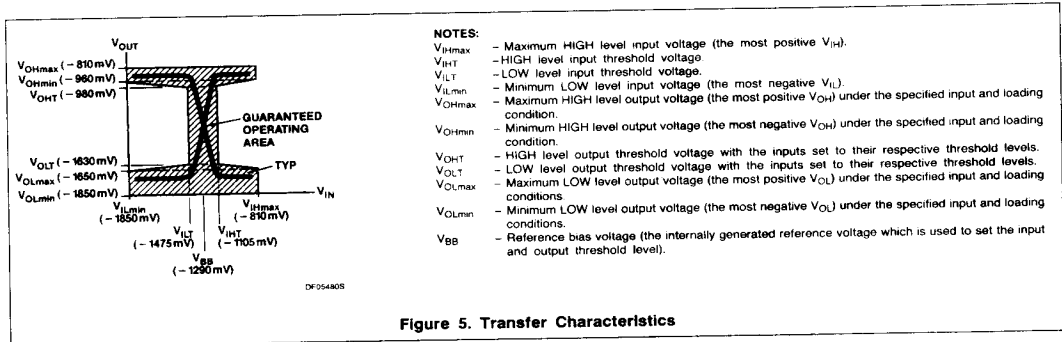 VOUT
VOHmax (−810mV)
VOHmin (−960mV)
VOHT (−980mV)
GUARANTEED
OPERATING
AREA
VOLT (−1630mV)
VOLmax (−1650mV)
VOLmin (−1850mV)
TYP
VIN
VILmin
(−1850mV)
VIHmax
(−810mV)
VILT
(−1475mV)
VIHT
(−1105mV)
VBB
(−1290mV)
DF05480S
NOTES:
VIHmax – Maximum HIGH level input voltage (the most positive VIH).
VIHT – HIGH level input threshold voltage
VILT – LOW level input threshold voltage.
VILmin – Minimum LOW level input voltage (the most negative VIL).
VOHmax – Maximum HIGH level output voltage (the most positive VOH) under the specified input and loading
condition.
VOHmin – Minimum HIGH level output voltage (the most negative VOH) under the specified input and loading
condition.
VOHT – HIGH level output threshold voltage with the inputs set to their respective threshold levels.
VOLT – LOW level output threshold voltage with the inputs set to their respective threshold levels.
VOLmax – Maximum LOW level output voltage (the most positive VOL) under the specified input and loading
conditions
VOLmin – Minimum LOW level output voltage (the most negative VOL) under the specified input and loading
conditions.
VBB – Reference bias voltage (the internally generated reference voltage which is used to set the input
and output threshold level).
Figure 5. Transfer Characteristics